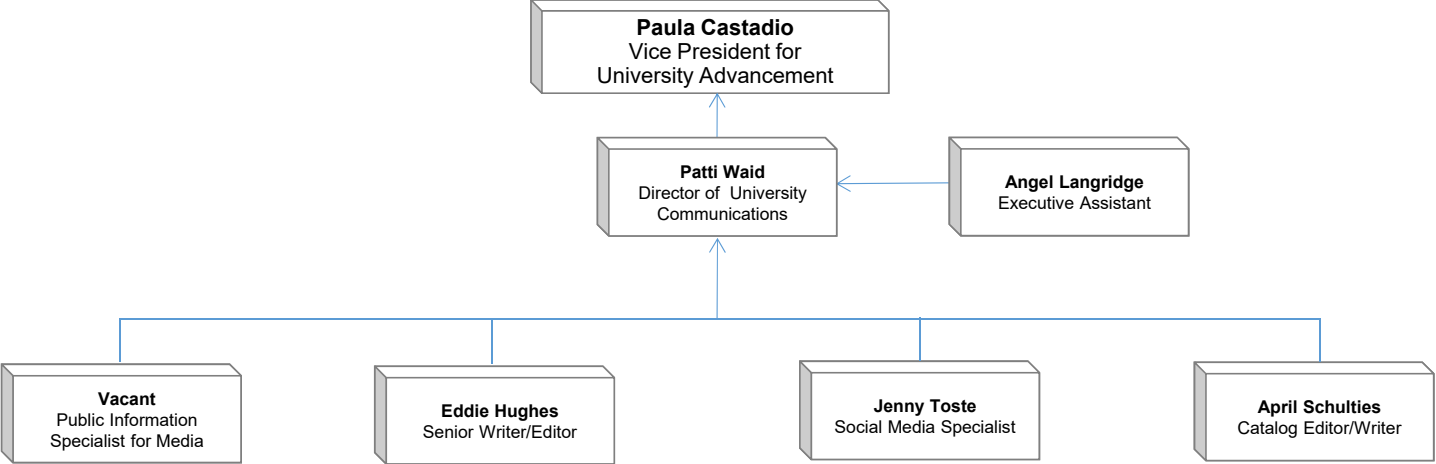 Paula Castadio
Vice President for
University Advancement
Patti Waid
Director of University
Communications
Angel Langridge
Executive Assistant
Vacant
Public Information
Specialist for Media
Eddie Hughes
Senior Writer/Editor
Jenny Toste
Social Media Specialist
April Schulties
Catalog Editor/Writer